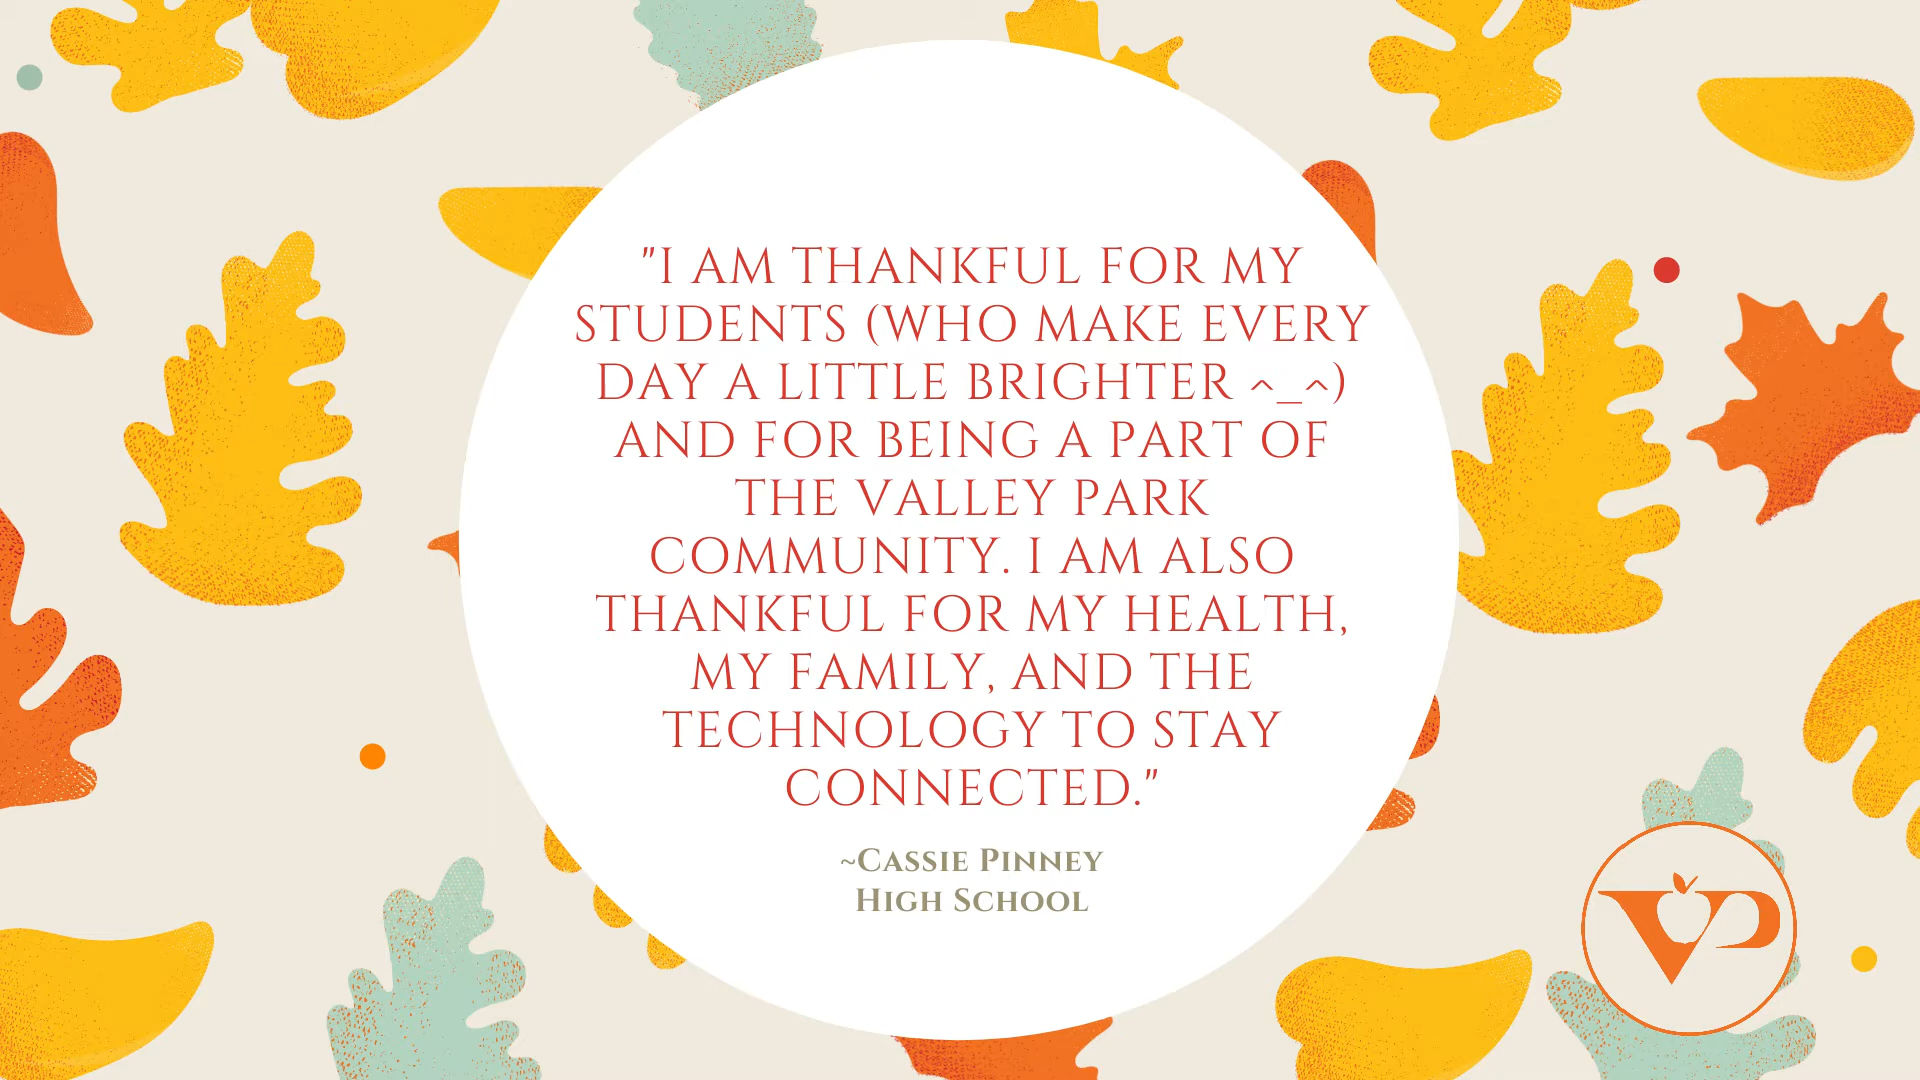 "I AM THANKFUL FOR MY
STUDENTS (WHO MAKE EVERY
DAY A LITTLE BRIGHTER ^_^)
AND FOR BEING A PART OF
THE VALLEY PARK
COMMUNITY. I AM ALSO
THANKFUL FOR MY HEALTH,
MY FAMILY, AND THE
TECHNOLOGY TO STAY
CONNECTED."
~Cassie Pinney
High School
VP